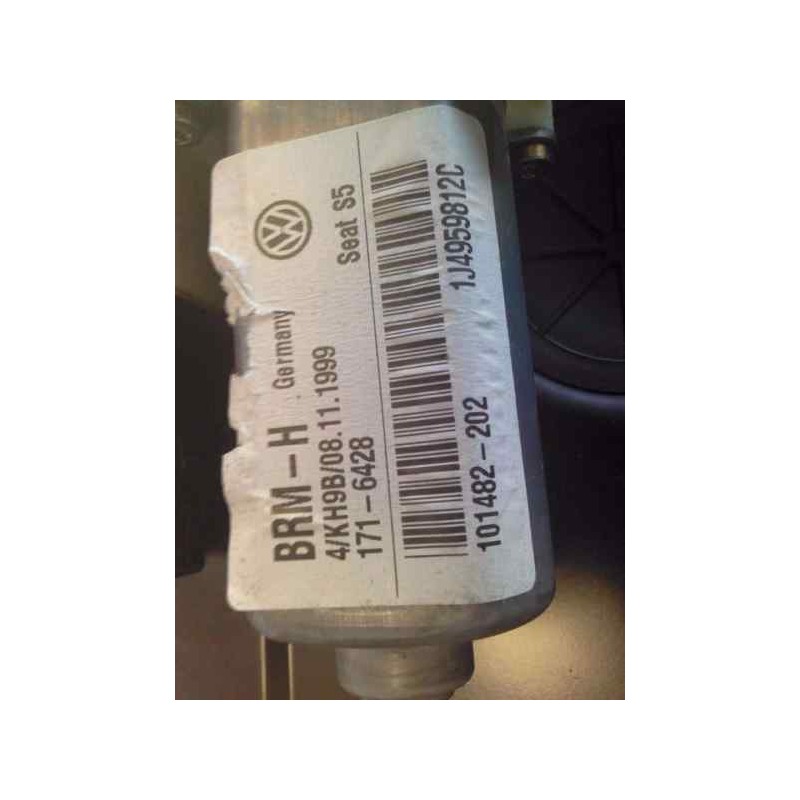 BRM-H Germany
4/KH9B/08.11.1999
171-6428
Seat S5
101482-202 1J4959812C